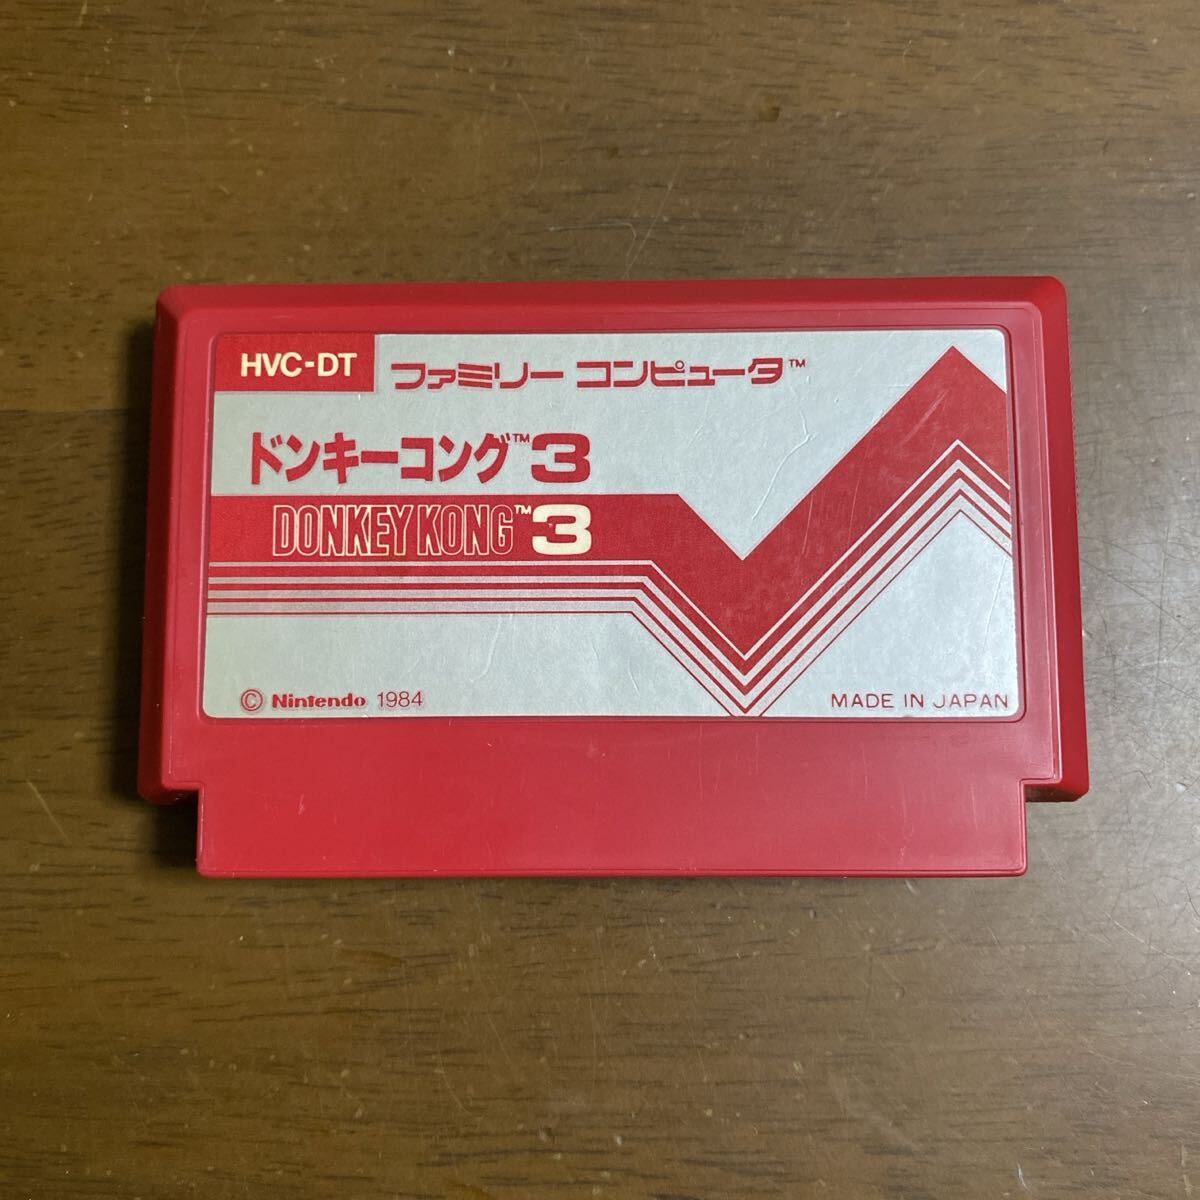 HVC-DT
ファミリー コンピュータ™
ドンキーコング™3
DONKEY KONG™3
© Nintendo 1984
MADE IN JAPAN